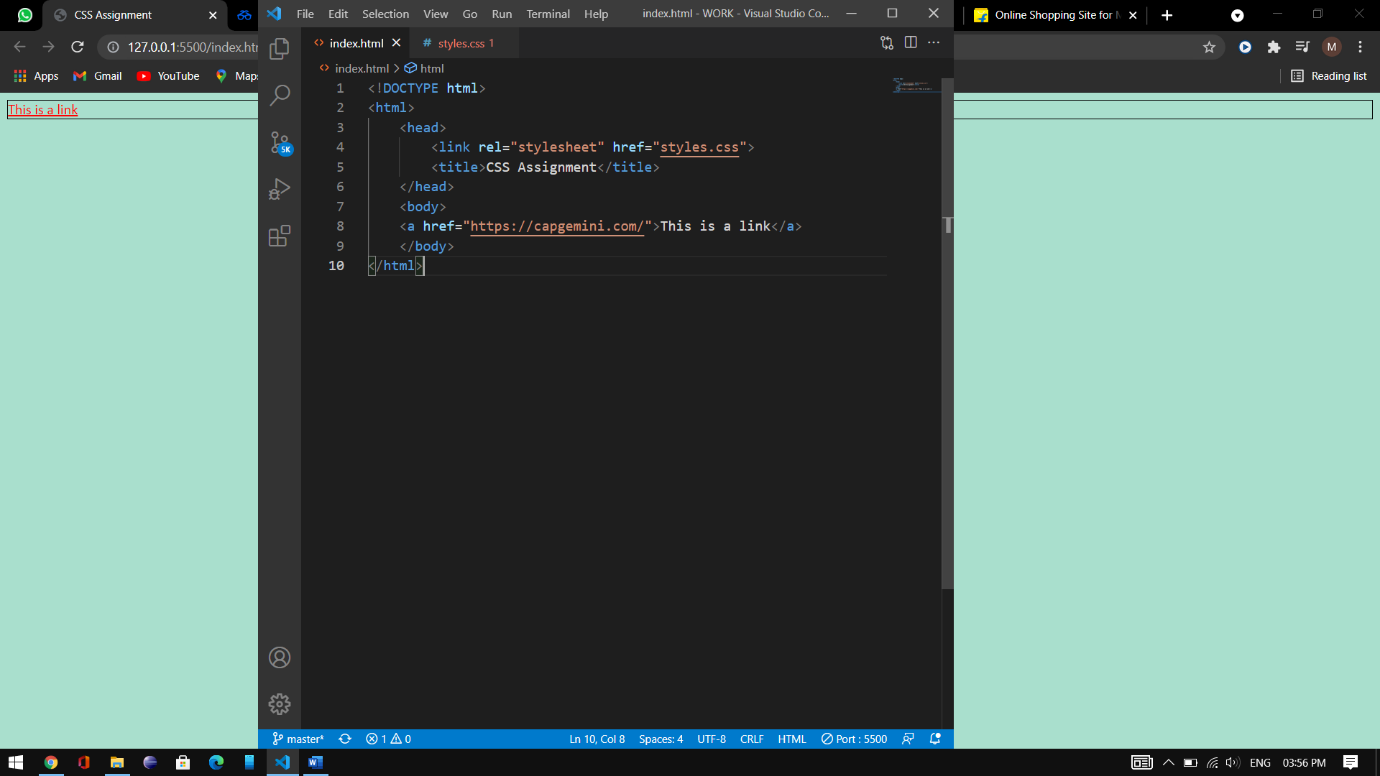 CSS Assignment
File Edit Selection View Go Run Terminal Help
index.html - WORK - Visual Studio Co...
Online Shopping Site for
127.0.0.1:5500/index.htm
M
Apps Gmail YouTube Maps
Reading list
This is a link
index.html
# styles.css 1
index.html > html
1 <!DOCTYPE html>
2 <html>
3 <head>
4 <link rel="stylesheet" href="styles.css">
5 <title>CSS Assignment</title>
6 </head>
7 <body>
8 <a href="https://capgemini.com/">This is a link</a>
9 </body>
10 </html>
5K
master* 1 0 Ln 10, Col 8 Spaces: 4 UTF-8 CRLF HTML Port : 5500
ENG 03:56 PM